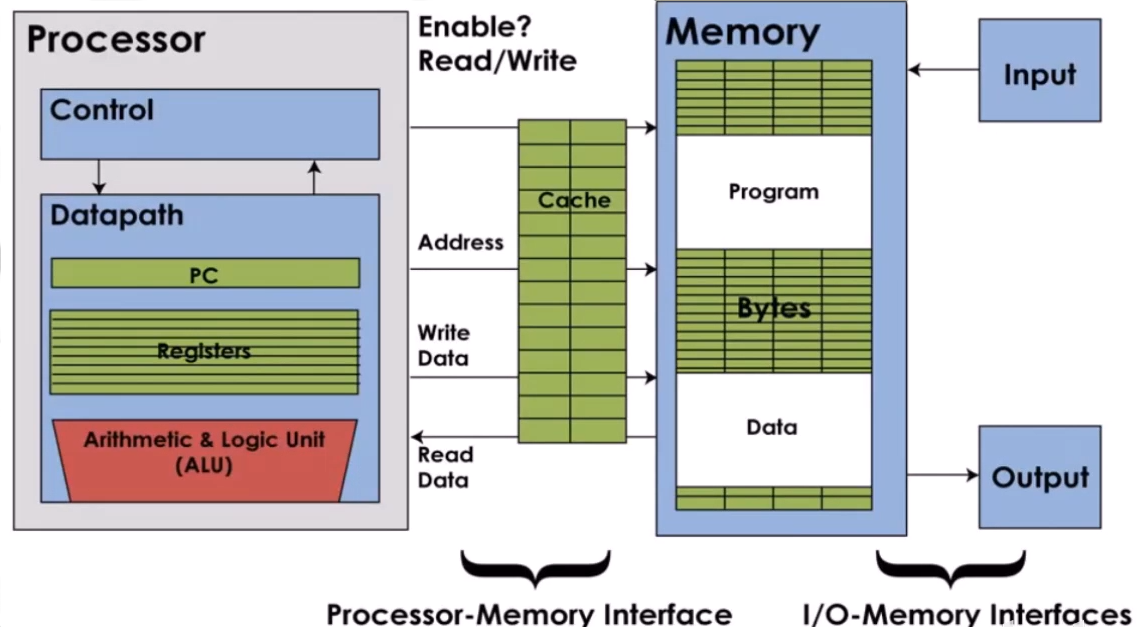 Processor
Control
Datapath
PC
Registers
Arithmetic & Logic Unit
(ALU)
Enable?
Read/Write
Address
Write
Data
Read
Data
Cache
Memory
Program
Bytes
Data
Input
Output
Processor-Memory Interface
I/O-Memory Interfaces